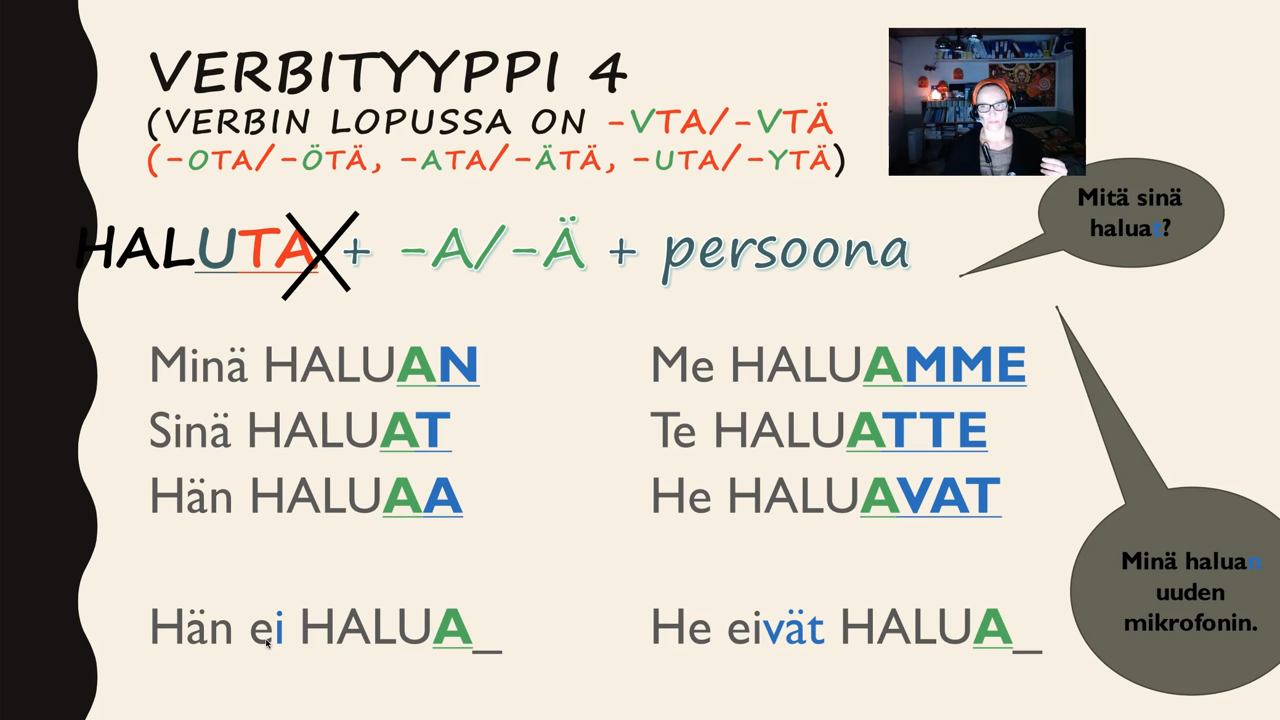 VERBITYYPPI 4
(VERBIN LOPUSSA ON -VTA/-VTÄ
(-OTA/-ÖTÄ, -ATA/-ÄTÄ, -UTA/-YTÄ)
Mitä sinä
haluat?
HALUTA + -A/-Ä + persoona
Minä HALUAN
Sinä HALUAT
Hän HALUAA
Me HALUAMME
Te HALUATTE
He HALUAVAT
Minä haluan
uuden
mikrofonin.
Hän ei HALUA_
He eivät HALUA_